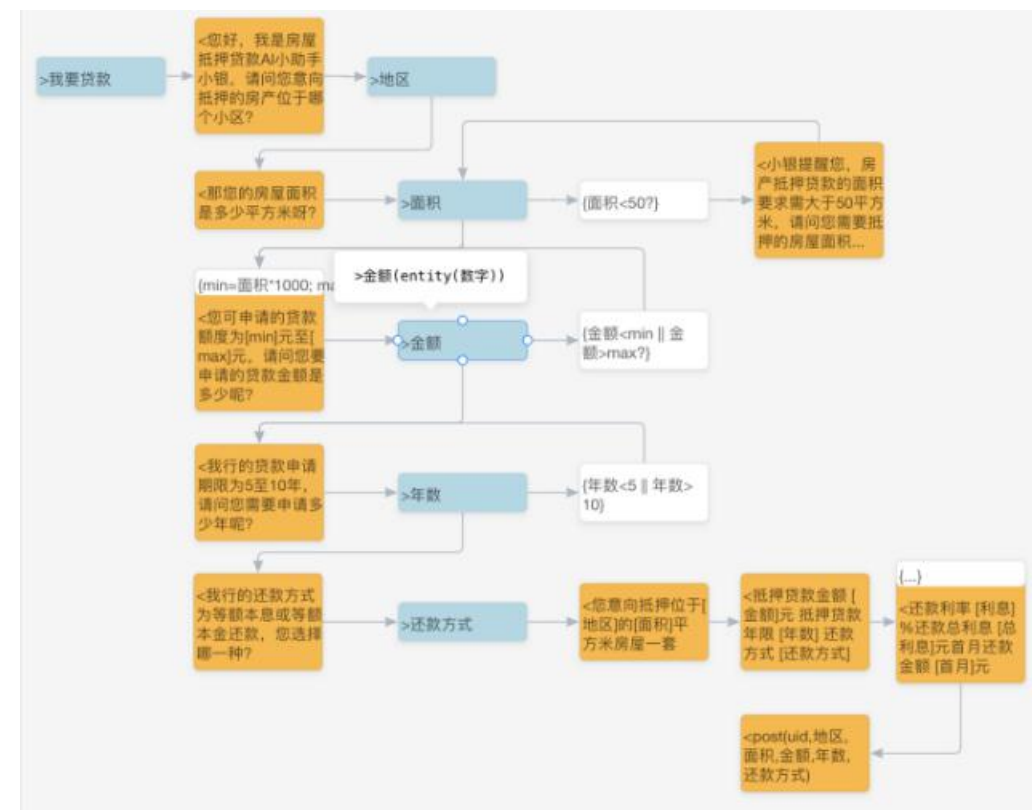 >我要贷款
<您好，我是房屋
抵押贷款AI小助手
小银，请问您意向
抵押的房产位于哪
个小区？
>地区
<那您的房屋面积
是多少平方米呀？
>面积
{面积<50?}
<小银提醒您，房
产抵押贷款的面积
要求需大于50平方
米，请问您需要抵
押的房屋面积...
{min=面积*1000; ma
<您可申请的贷款
额度为[min]元至[
max]元，请问您要
申请的贷款金额是
多少呢？
>金额(entity(数字))
>金额
{金额<min || 金
额>max?}
<我行的贷款申请
期限为5至10年，
请问您需要申请多
少年呢？
>年数
{年数<5 || 年数>
10}
<我行的还款方式
为等额本息或等额
本金还款，您选择
哪一种？
>还款方式
<您意向抵押位于[
地区]的[面积]平
方米房屋一套
<抵押贷款金额 [
金额]元 抵押贷款
年限 [年数] 还款
方式 [还款方式]
{...}
<还款利率 [利息]
%还款总利息 [总
利息]元首月还款
金额 [首月]元
<post(uid,地区,
面积,金额,年数,
还款方式)